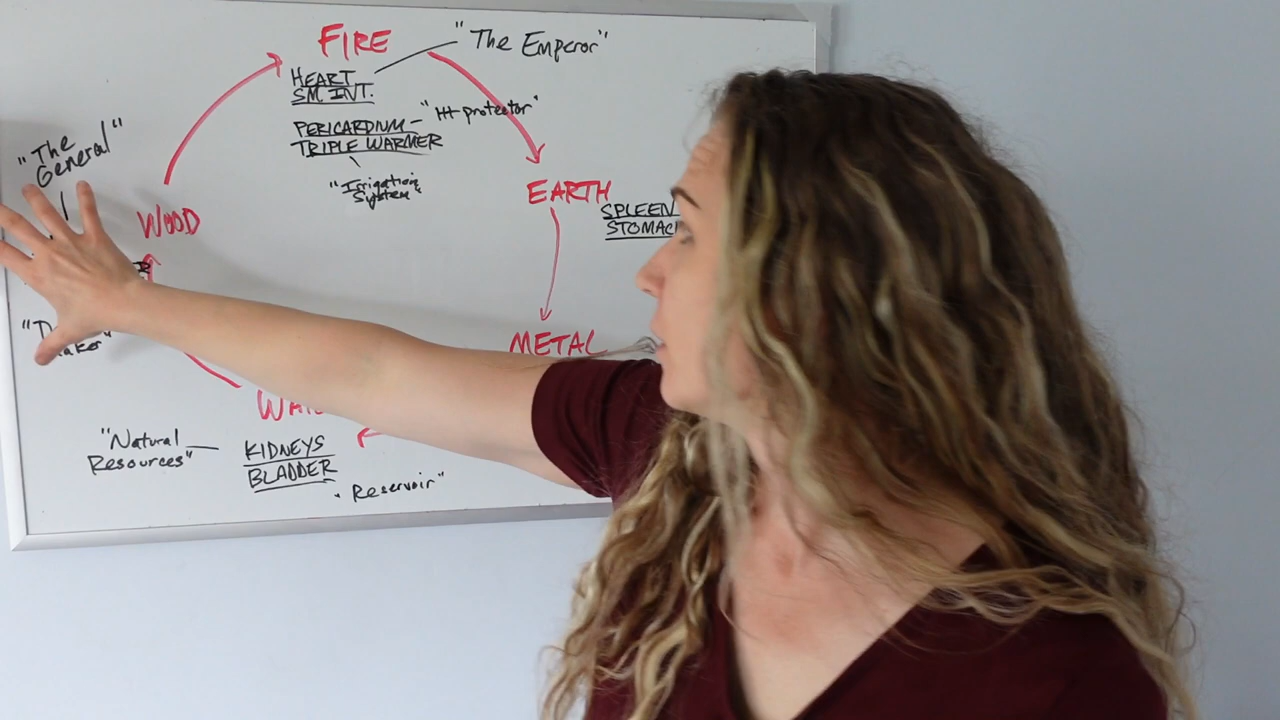 FIRE
"The Emperor"
HEART
SM. INT.
PERICARDIUM - "Ht protector"
TRIPLE WARMER
"Irrigation
System"
"The
General"
WOOD
EARTH
SPLEEN
STOMAC
METAL
"Natural
Resources"
KIDNEYS
BLADDER
"Reservoir"